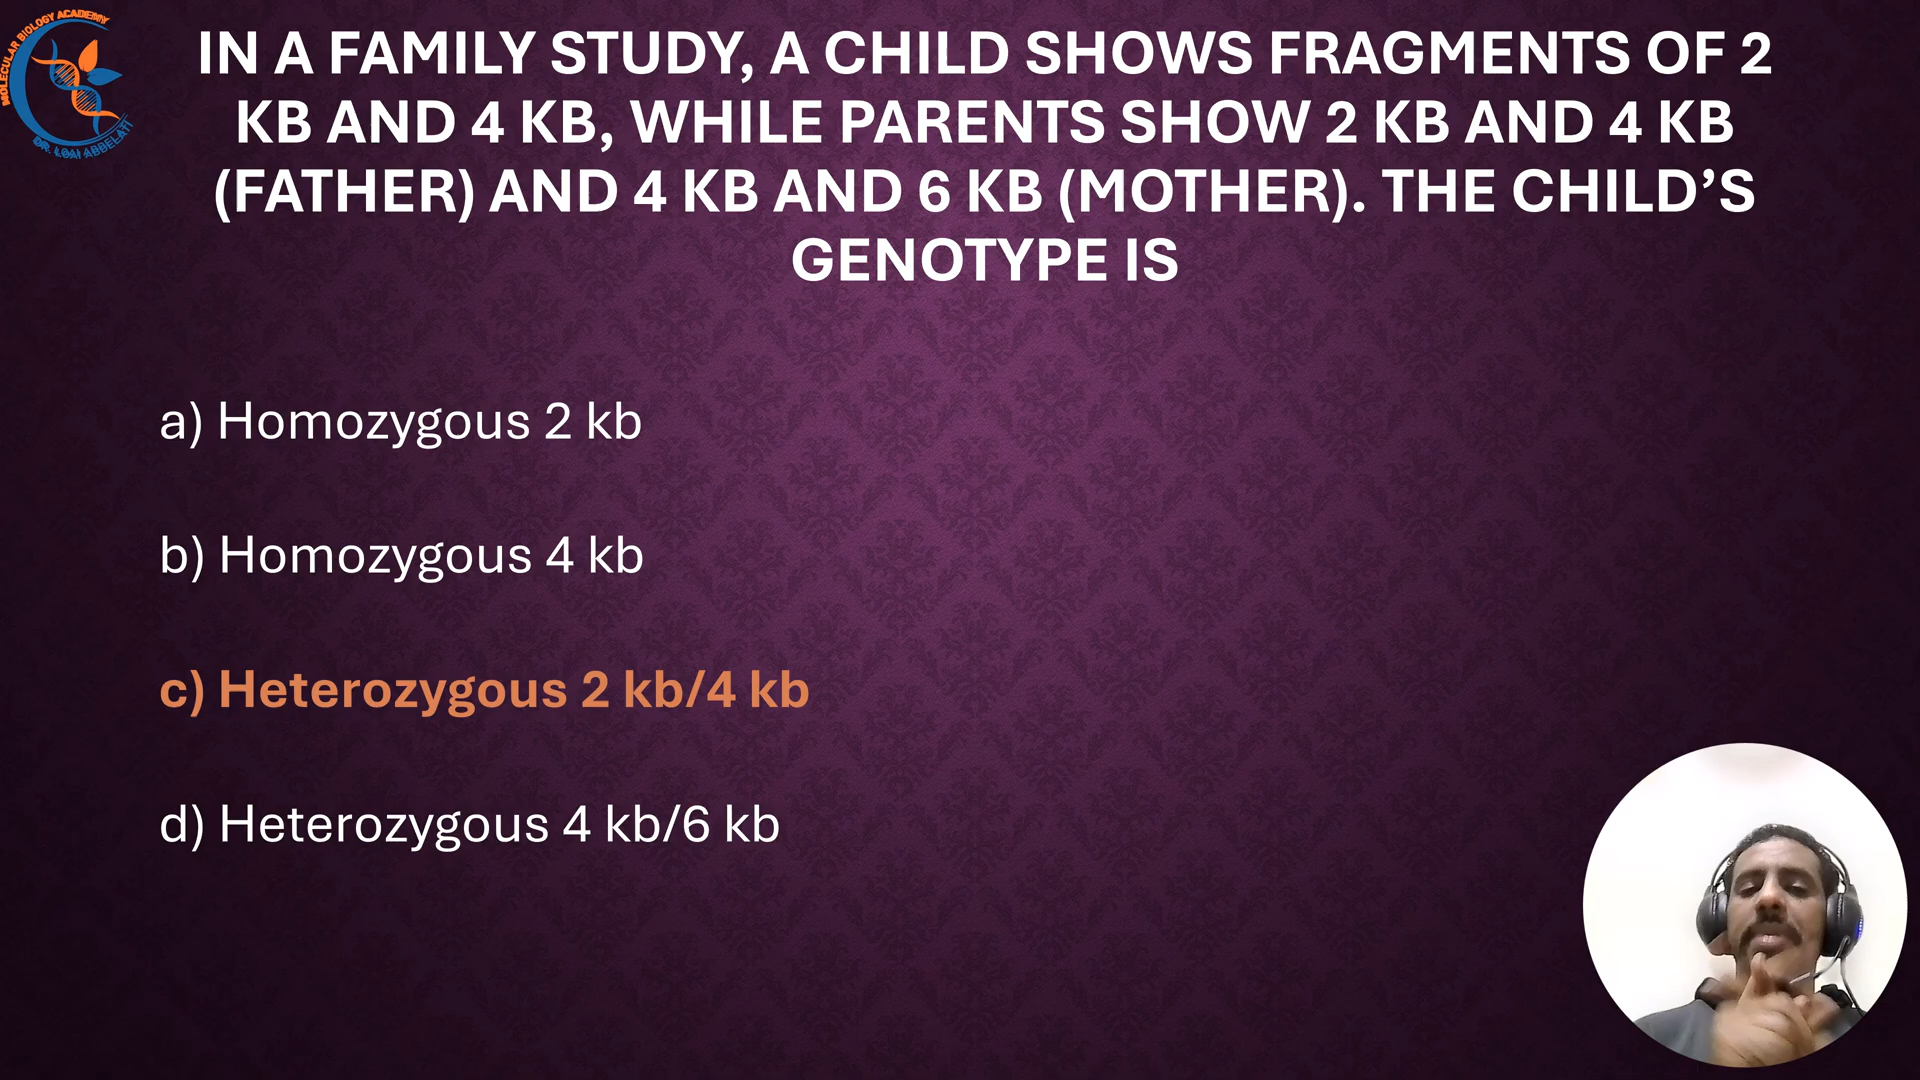 MOLECULAR BIOLOGY ACADEMY
DR. LOAI ABDELATI
IN A FAMILY STUDY, A CHILD SHOWS FRAGMENTS OF 2
KB AND 4 KB, WHILE PARENTS SHOW 2 KB AND 4 KB
(FATHER) AND 4 KB AND 6 KB (MOTHER). THE CHILD’S
GENOTYPE IS
a) Homozygous 2 kb
b) Homozygous 4 kb
c) Heterozygous 2 kb/4 kb
d) Heterozygous 4 kb/6 kb